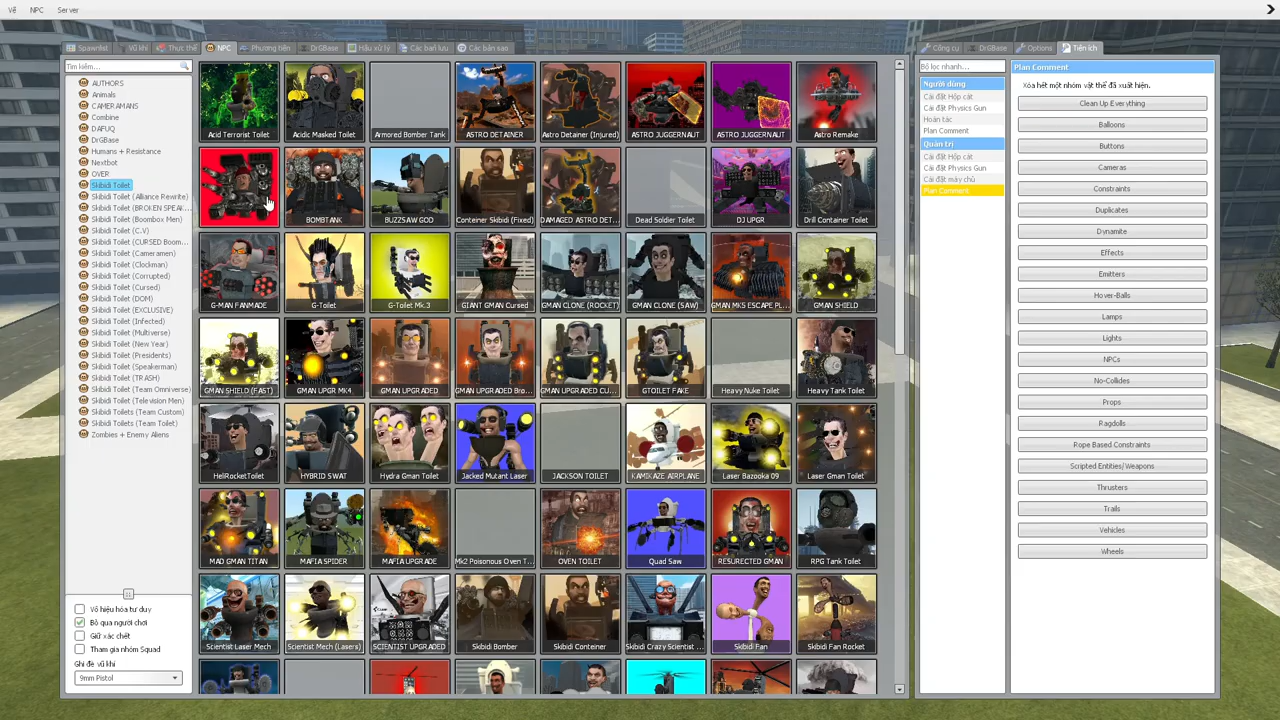 Vẽ NPC Server
Spawnlist Vũ khí Thực thể NPC Phương tiện DrGBase Hậu xử lý Các bản lưu Các bản sao
Công cụ DrGBase Options Tiện ích
Tìm kiếm...
AUTHORS
Animals
CAMERAMANS
Combine
DAFUQ
DrGBase
Humans + Resistance
Nextbot
OVER
Skibidi Toilet
Skibidi Toilet (Alliance Rewrite)
Skibidi Toilet (BROKEN SPEAK...
Skibidi Toilet (Boombox Men)
Skibidi Toilet (C.V)
Skibidi Toilet (CURSED Boom...
Skibidi Toilet (Cameramen)
Skibidi Toilet (Clockman)
Skibidi Toilet (Corrupted)
Skibidi Toilet (Cursed)
Skibidi Toilet (DOM)
Skibidi Toilet (EXCLUSIVE)
Skibidi Toilet (Infected)
Skibidi Toilet (Multiverse)
Skibidi Toilet (New Year)
Skibidi Toilet (Presidents)
Skibidi Toilet (Speakerman)
Skibidi Toilet (TRASH)
Skibidi Toilet (Team Omniverse)
Skibidi Toilet (Television Men)
Skibidi Toilets (Team Custom)
Skibidi Toilets (Team Toilet)
Zombies + Enemy Aliens
Vô hiệu hóa tư duy
Bỏ qua người chơi
Giữ xác chết
Tham gia nhóm Squad
Ghi đè vũ khí
9mm Pistol
Acid Terrorist Toilet Acidic Masked Toilet Armored Bomber Tank ASTRO DETAINER Astro Detainer (Injured) ASTRO JUGGERNAUT ASTRO JUGGERNAUT Astro Remake
BOMBTANK BUZZSAW GOD Conteiner Skibidi (Fixed) DAMAGED ASTRO DET... Dead Soldier Toilet DJ UPGR Drill Container Toilet
G-MAN FANMADE G-Toilet G-Toilet Mk.3 GIANT GMAN Cursed GMAN CLONE (ROCKET) GMAN CLONE (SAW) GMAN MK5 ESCAPE PL... GMAN SHIELD
GMAN SHIELD (FAST) GMAN UPGR MK4 GMAN UPGRADED GMAN UPGRADED Bro... GMAN UPGRADED CU... GTOILET FAKE Heavy Nuke Toilet Heavy Tank Toilet
HeliRocketToilet HYBRID SWAT Hydra Gman Toilet Jacked Mutant Laser JACKSON TOILET KAMIKAZE AIRPLANE Laser Bazooka 09 Laser Gman Toilet
MAD GMAN TITAN MAFIA SPIDER MAFIA UPGRADE Mk2 Poisonous Oven T... OVEN TOILET Quad Saw RESURECTED GMAN RPG Tank Toilet
Scientist Laser Mech Scientist Mech (Lasers) SCIENTIST UPGRADED Skibidi Bomber Skibidi Conteiner Skibidi Crazy Scientist ... Skibidi Fan Skibidi Fan Rocket
Bộ lọc nhanh...
Người dùng
Cài đặt Hộp cát
Cài đặt Physics Gun
Hoàn tác
Plan Comment
Quản trị
Cài đặt Hộp cát
Cài đặt Physics Gun
Cài đặt máy chủ
Plan Comment
Plan Comment
Xóa hết một nhóm vật thể đã xuất hiện.
Clean Up Everything
Balloons
Buttons
Cameras
Constraints
Duplicates
Dynamite
Effects
Emitters
Hover-Balls
Lamps
Lights
NPCs
No-Collides
Props
Ragdolls
Rope Based Constraints
Scripted Entities/Weapons
Thrusters
Trails
Vehicles
Wheels